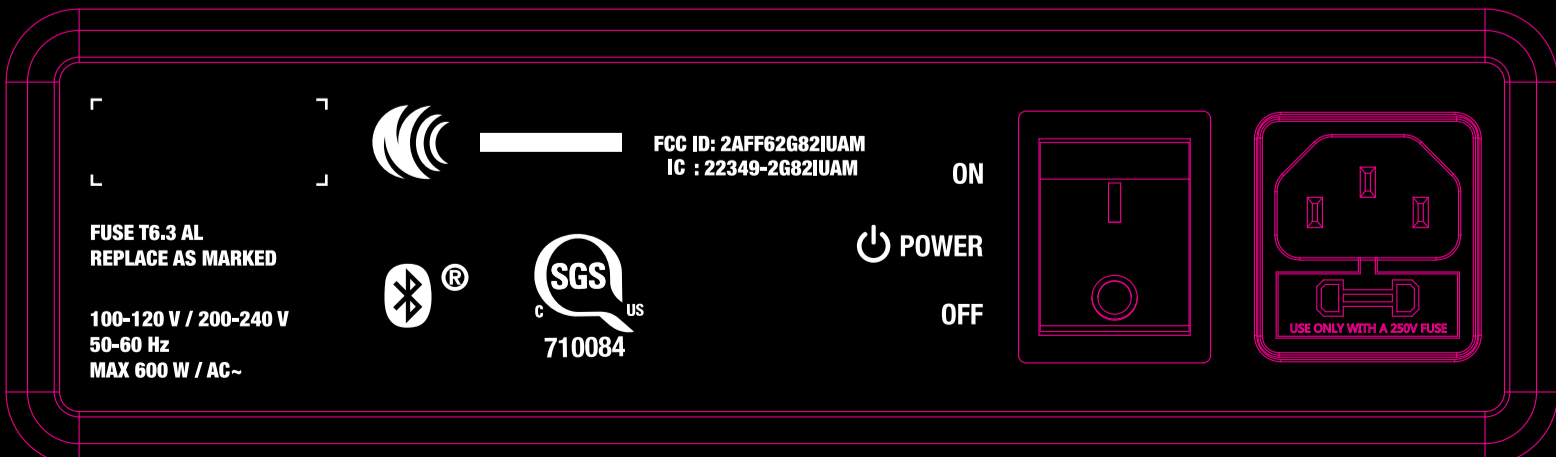 FUSE T6.3 AL
REPLACE AS MARKED
100-120 V / 200-240 V
50-60 Hz
MAX 600 W / AC~
®
SGS
C US
710084
FCC ID: 2AFF62G82IUAM
IC : 22349-2G82IUAM
ON
POWER
OFF
USE ONLY WITH A 250V FUSE